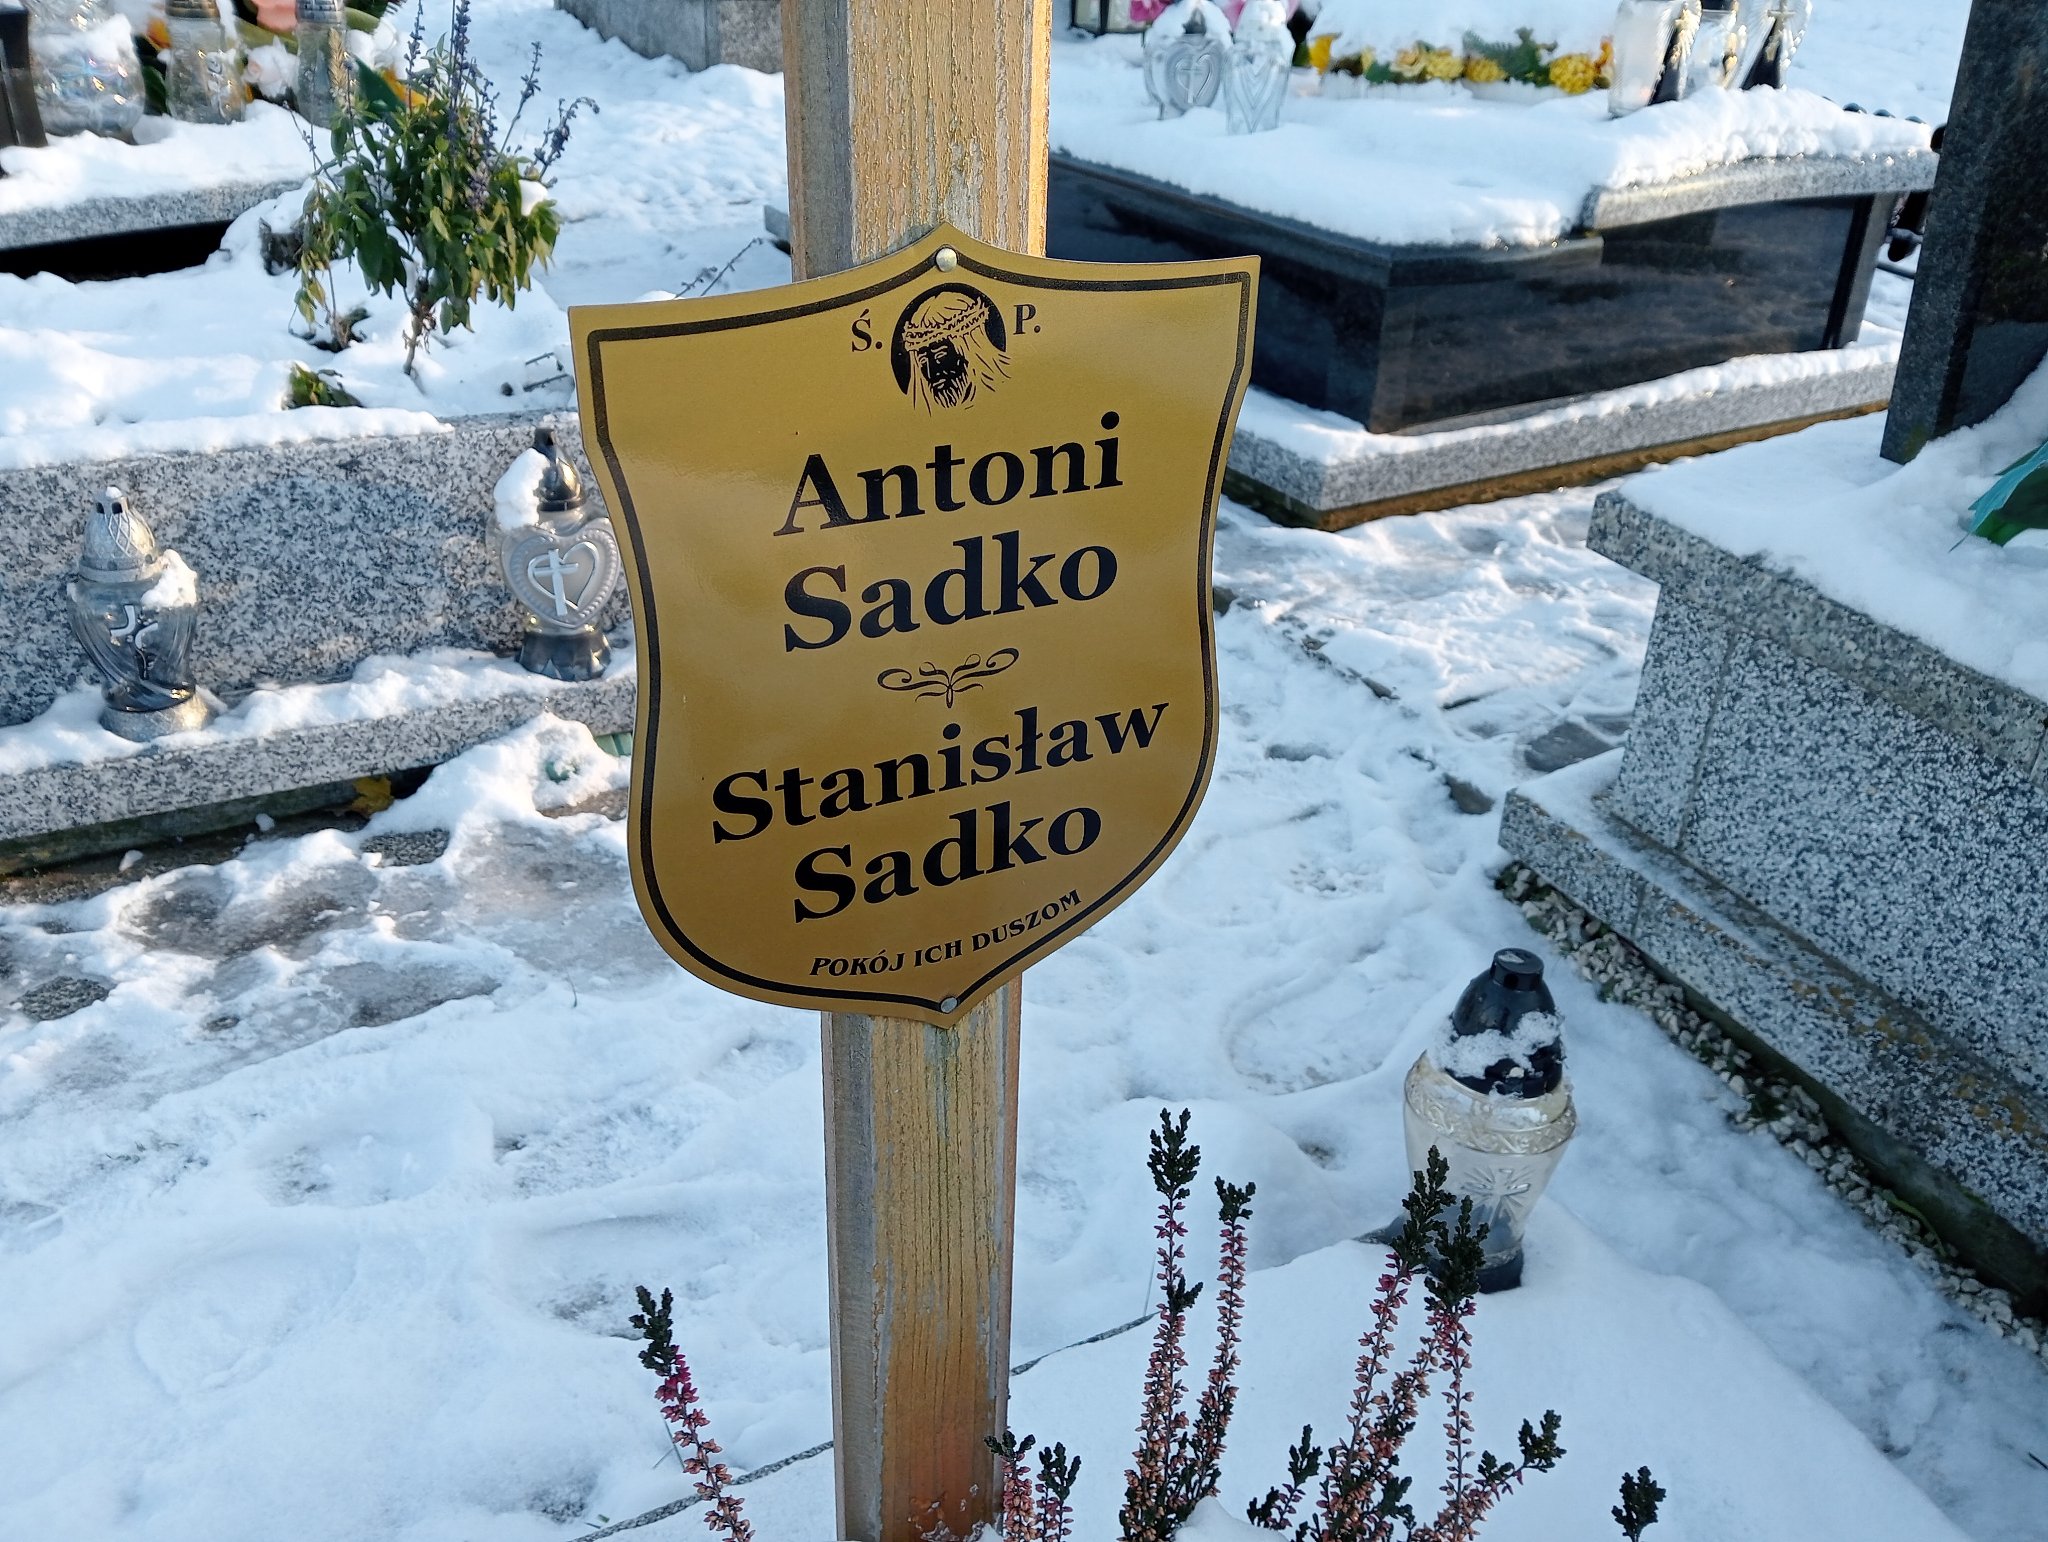 Ś. P.
Antoni
Sadko
Stanisław
Sadko
POKÓJ ICH DUSZOM